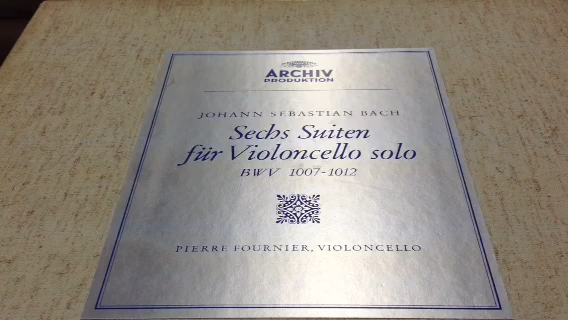 ARCHIV
PRODUKTION
JOHANN SEBASTIAN BACH
Sechs Suiten
für Violoncello solo
BWV 1007-1012
PIERRE FOURNIER, VIOLONCELLO